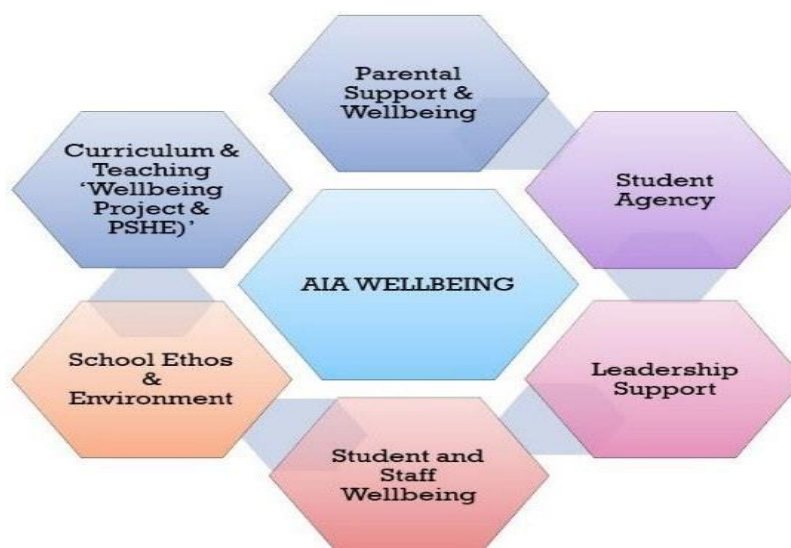 Parental
Support &
Wellbeing
Curriculum &
Teaching
‘Wellbeing
Project &
PSHE)’
Student
Agency
AIA WELLBEING
School Ethos
&
Environment
Leadership
Support
Student and
Staff
Wellbeing